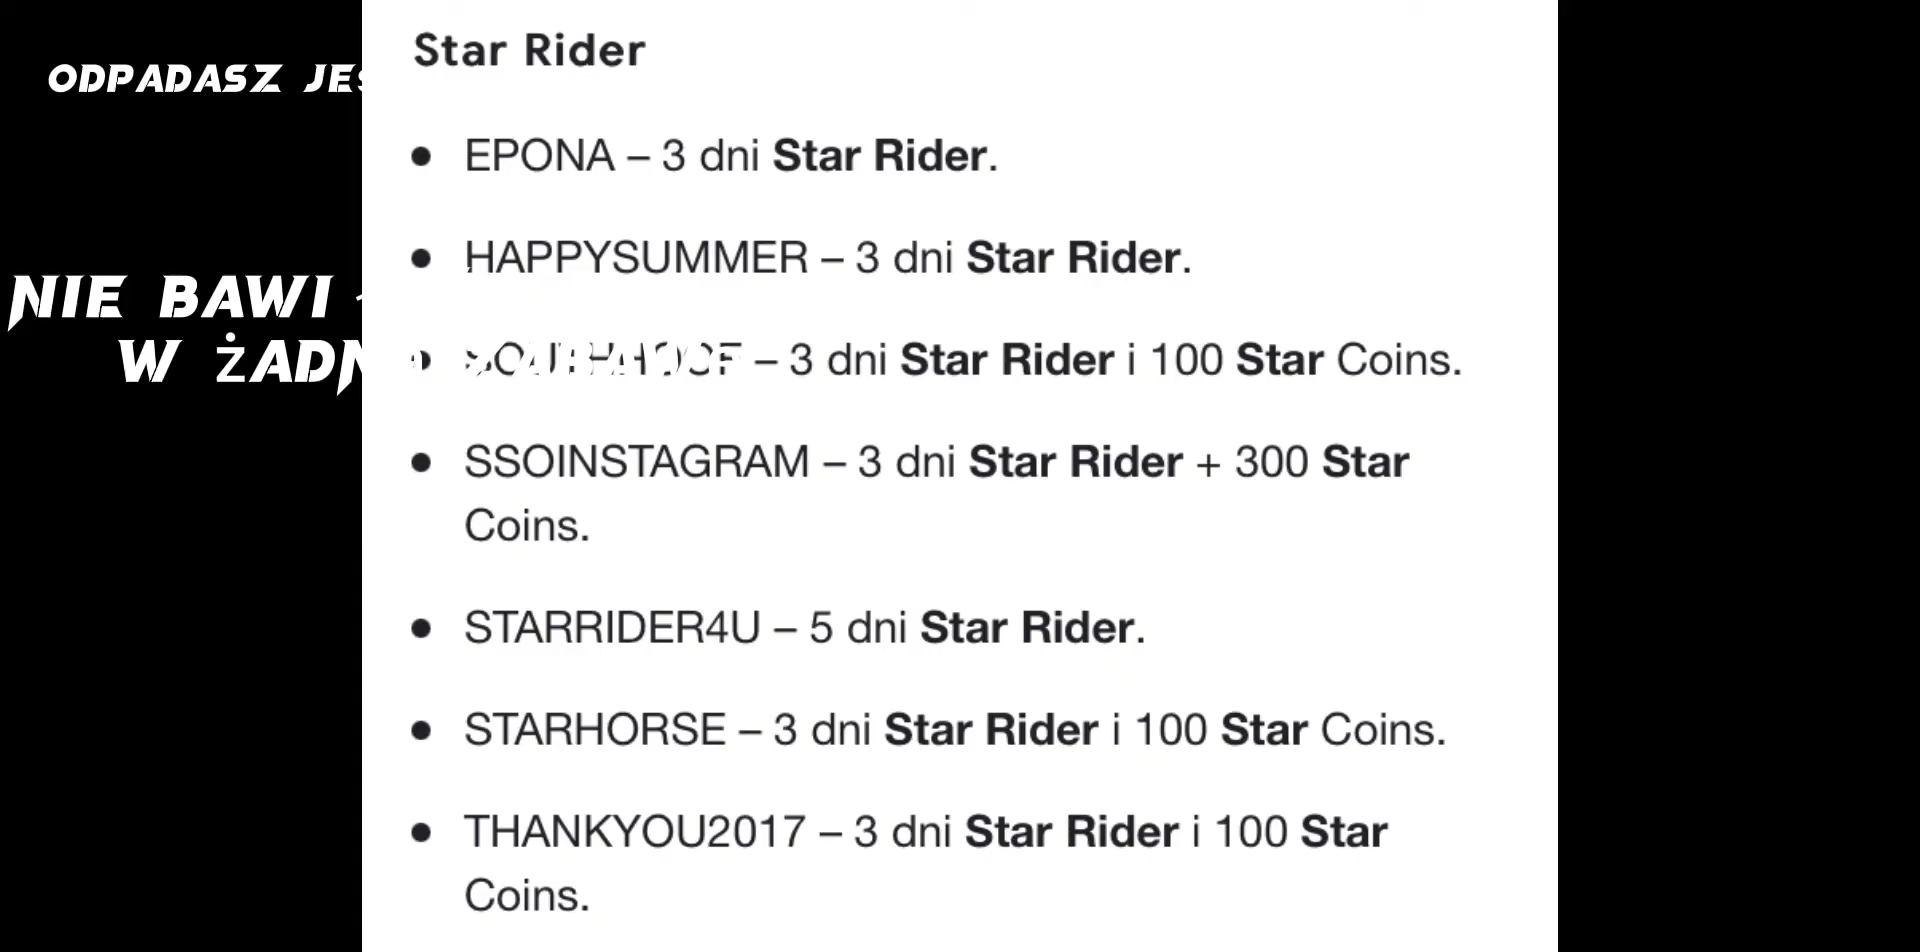 Star Rider
ODPADASZ
• EPONA – 3 dni Star Rider.
• HAPPYSUMMER – 3 dni Star Rider.
NIE BAWI
• – 3 dni Star Rider i 100 Star Coins.
W
• SSOINSTAGRAM – 3 dni Star Rider + 300 Star
Coins.
• STARRIDER4U – 5 dni Star Rider.
• STARHORSE – 3 dni Star Rider i 100 Star Coins.
• THANKYOU2017 – 3 dni Star Rider i 100 Star
Coins.